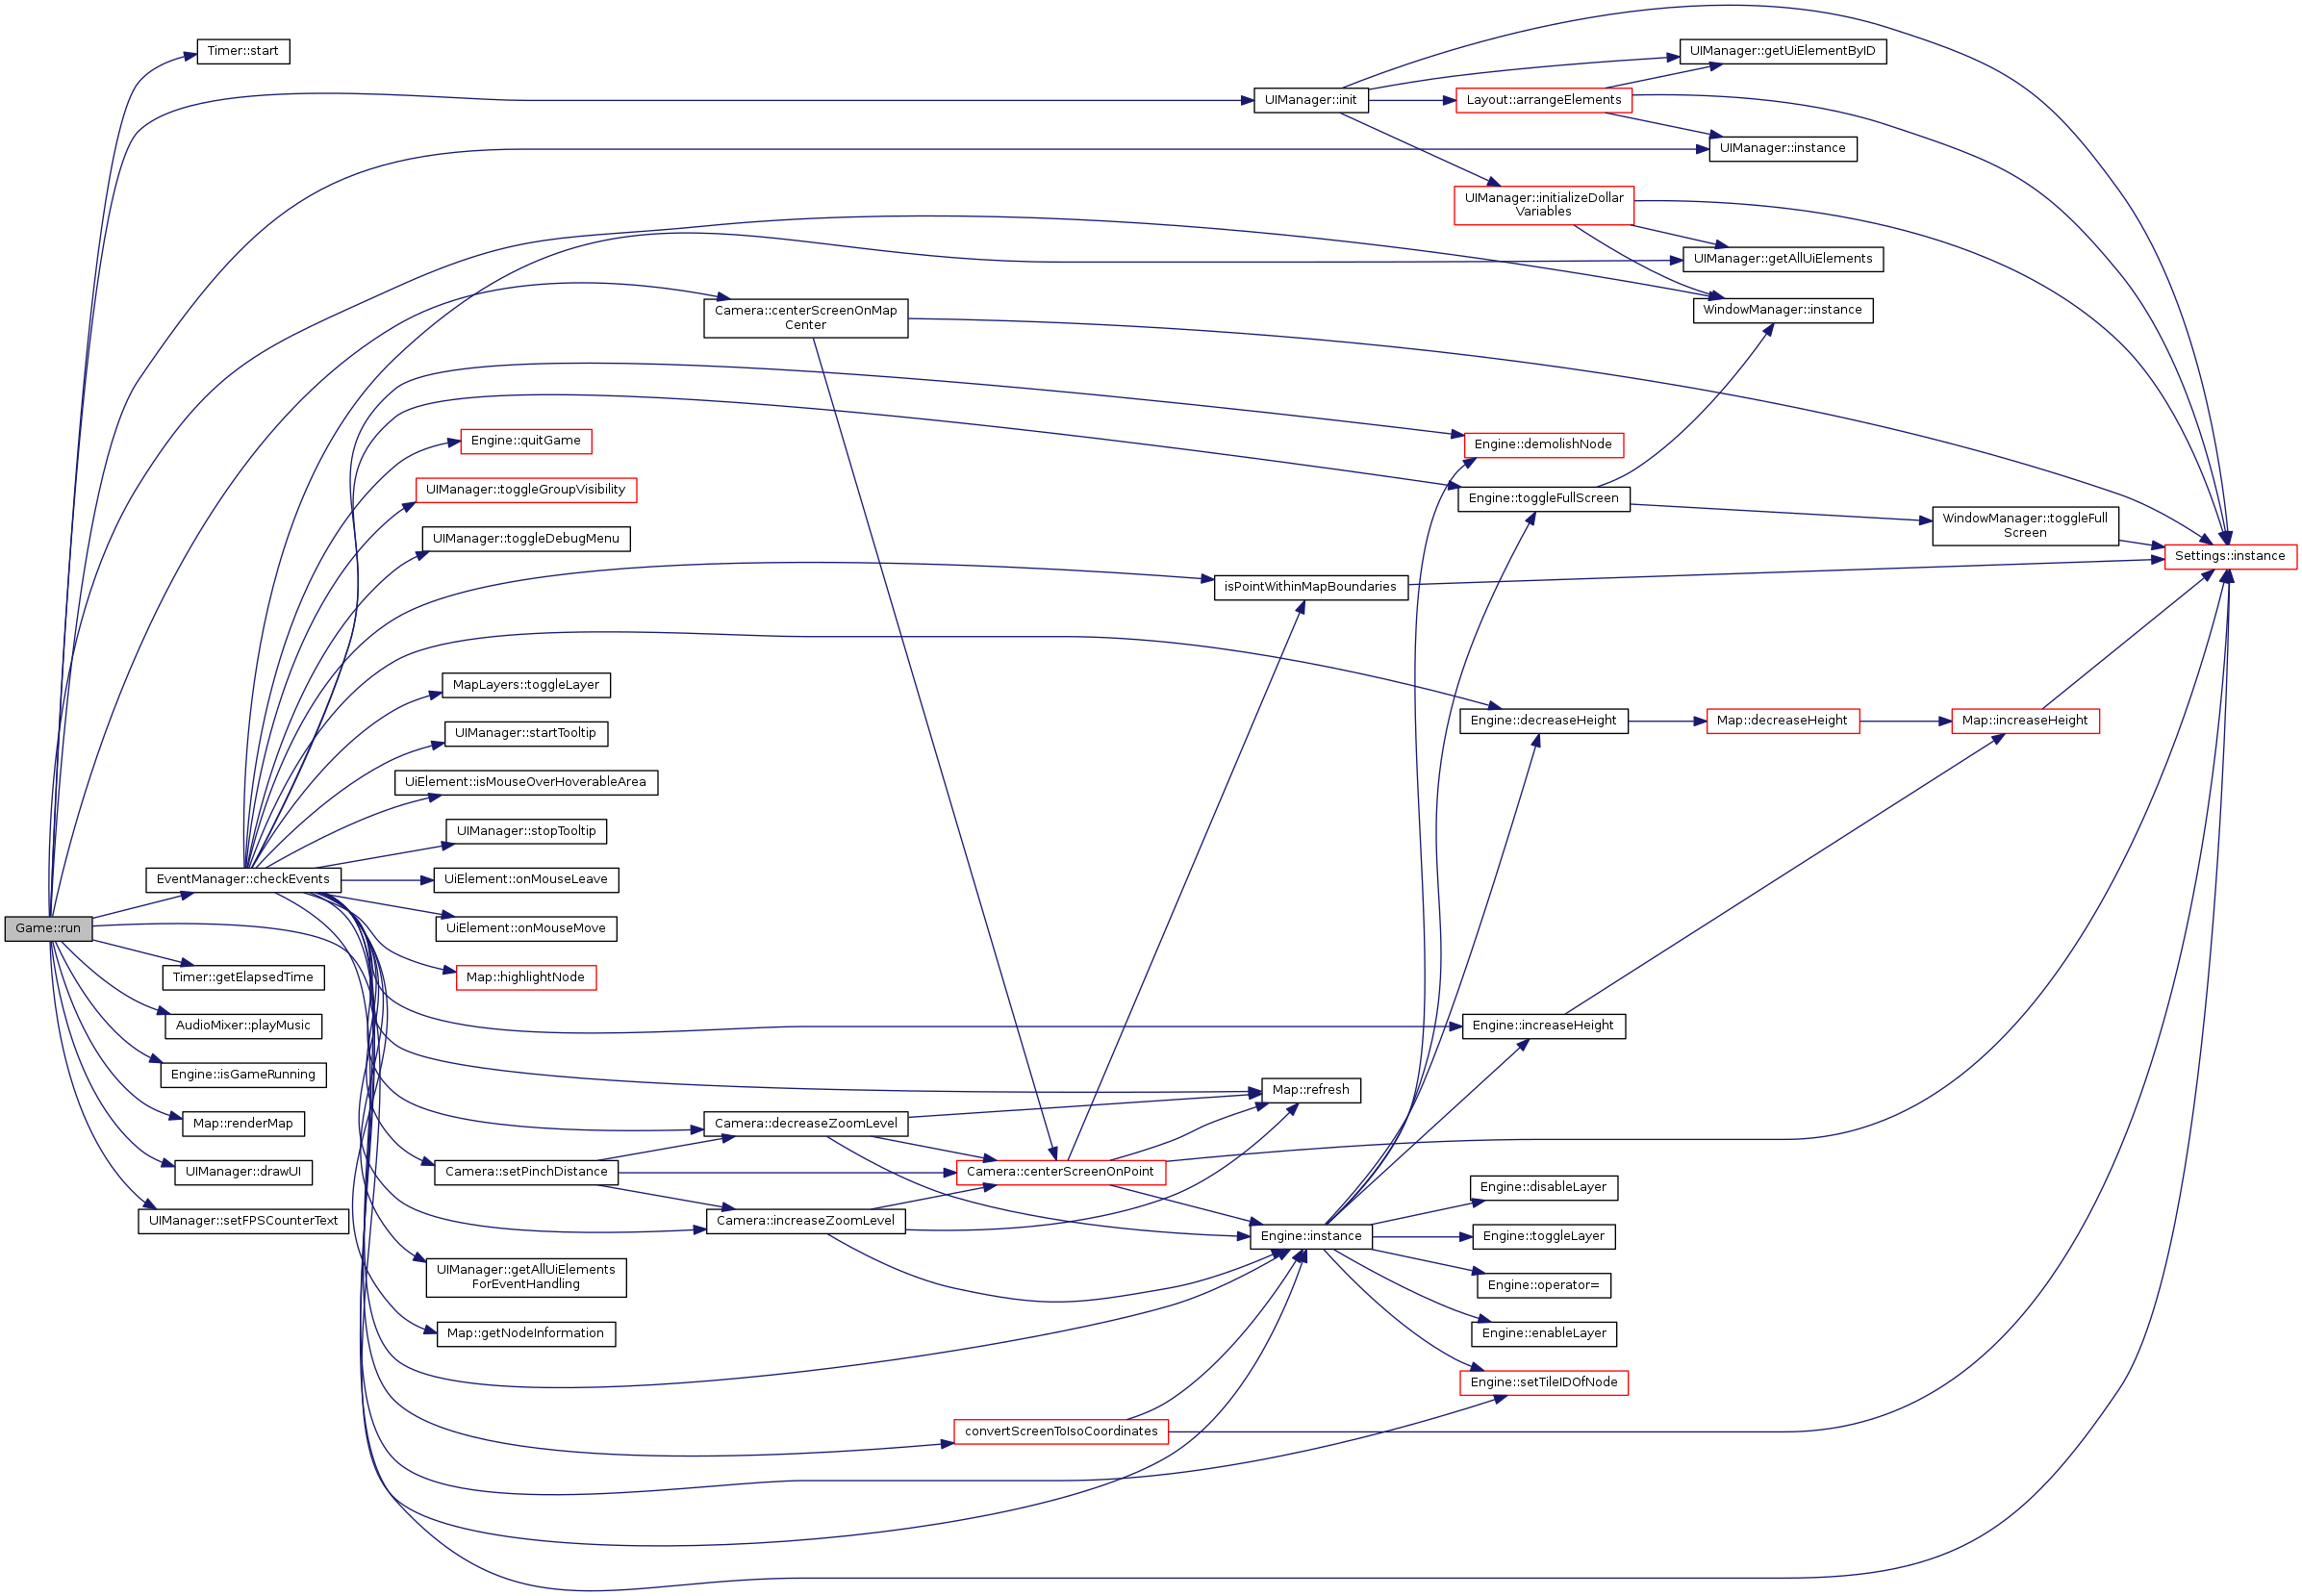 Timer::start
UIManager::getUiElementByID
UIManager::init
Layout::arrangeElements
UIManager::instance
UIManager::initializeDollar
Variables
UIManager::getAllUiElements
Camera::centerScreenOnMap
Center
WindowManager::instance
Engine::quitGame
Engine::demolishNode
UIManager::toggleGroupVisibility
Engine::toggleFullScreen
WindowManager::toggleFull
Screen
UIManager::toggleDebugMenu
Settings::instance
isPointWithinMapBoundaries
MapLayers::toggleLayer
Engine::decreaseHeight
Map::decreaseHeight
Map::increaseHeight
UIManager::startTooltip
UiElement::isMouseOverHoverableArea
UIManager::stopTooltip
EventManager::checkEvents
UiElement::onMouseLeave
Game::run
UiElement::onMouseMove
Timer::getElapsedTime
Map::highlightNode
AudioMixer::playMusic
Engine::increaseHeight
Engine::isGameRunning
Map::refresh
Map::renderMap
Camera::decreaseZoomLevel
UIManager::drawUI
Camera::setPinchDistance
Camera::centerScreenOnPoint
Engine::disableLayer
UIManager::setFPSCounterText
Camera::increaseZoomLevel
Engine::instance
Engine::toggleLayer
UIManager::getAllUiElements
ForEventHandling
Engine::operator=
Map::getNodeInformation
Engine::enableLayer
Engine::setTileIDOfNode
convertScreenToIsoCoordinates